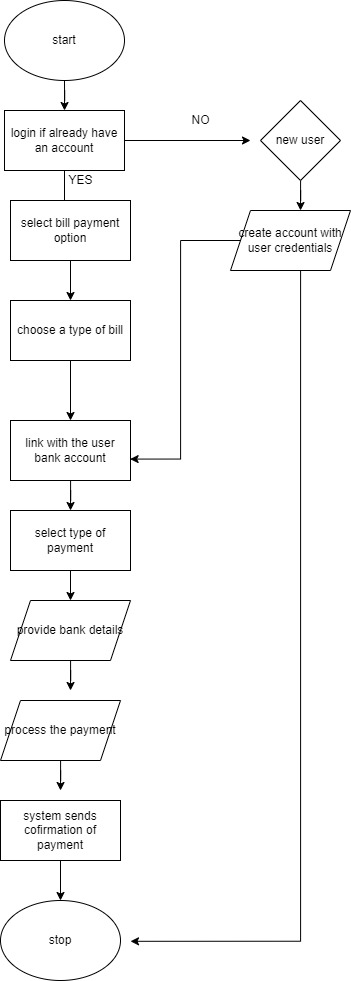 start
login if already have
an account
NO
new user
YES
select bill payment
option
create account with
user credentials
choose a type of bill
link with the user
bank account
select type of
payment
provide bank details
process the payment
system sends
cofirmation of
payment
stop